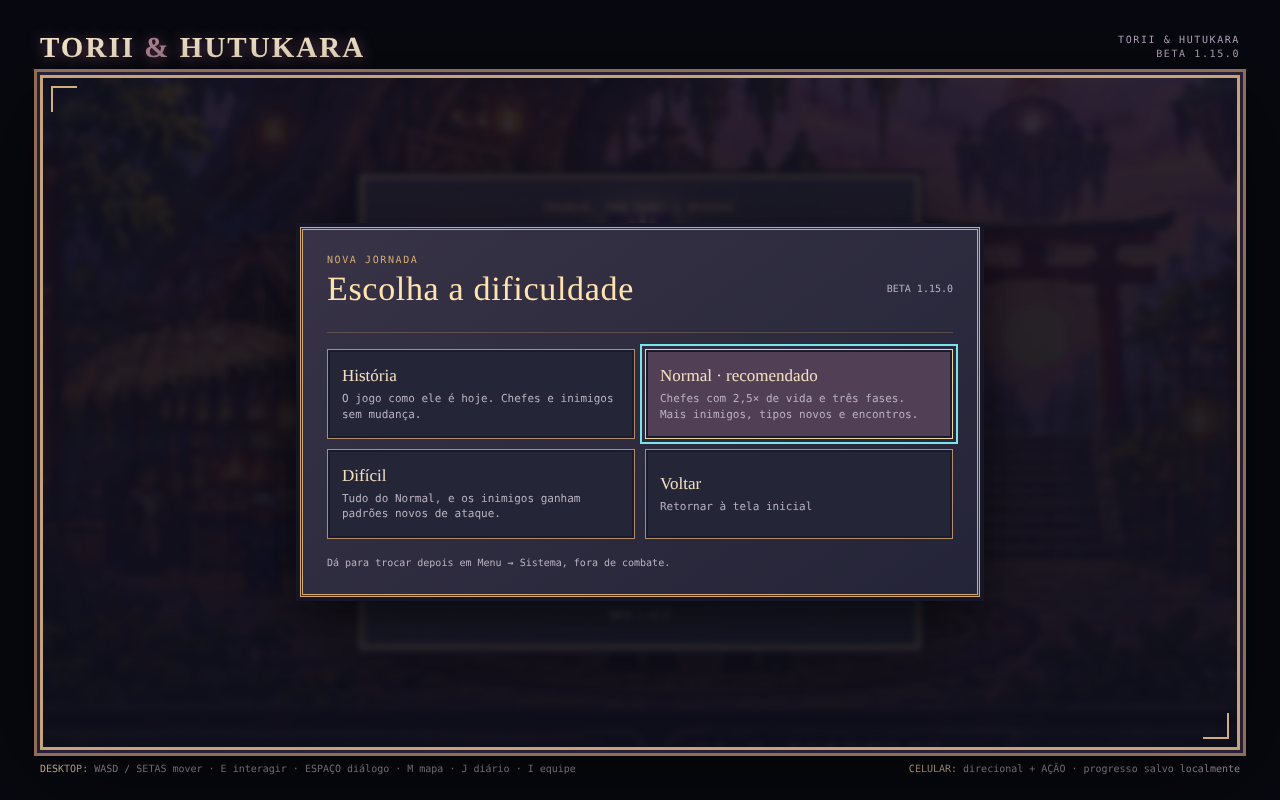 TORII & HUTUKARA
TORII & HUTUKARA
BETA 1.15.0
NOVA JORNADA
Escolha a dificuldade
BETA 1.15.0
História
O jogo como ele é hoje. Chefes e inimigos
sem mudança.
Normal · recomendado
Chefes com 2,5× de vida e três fases.
Mais inimigos, tipos novos e encontros.
Difícil
Tudo do Normal, e os inimigos ganham
padrões novos de ataque.
Voltar
Retornar à tela inicial
Dá para trocar depois em Menu → Sistema, fora de combate.
DESKTOP: WASD / SETAS mover · E interagir · ESPAÇO diálogo · M mapa · J diário · I equipe
CELULAR: direcional + AÇÃO · progresso salvo localmente